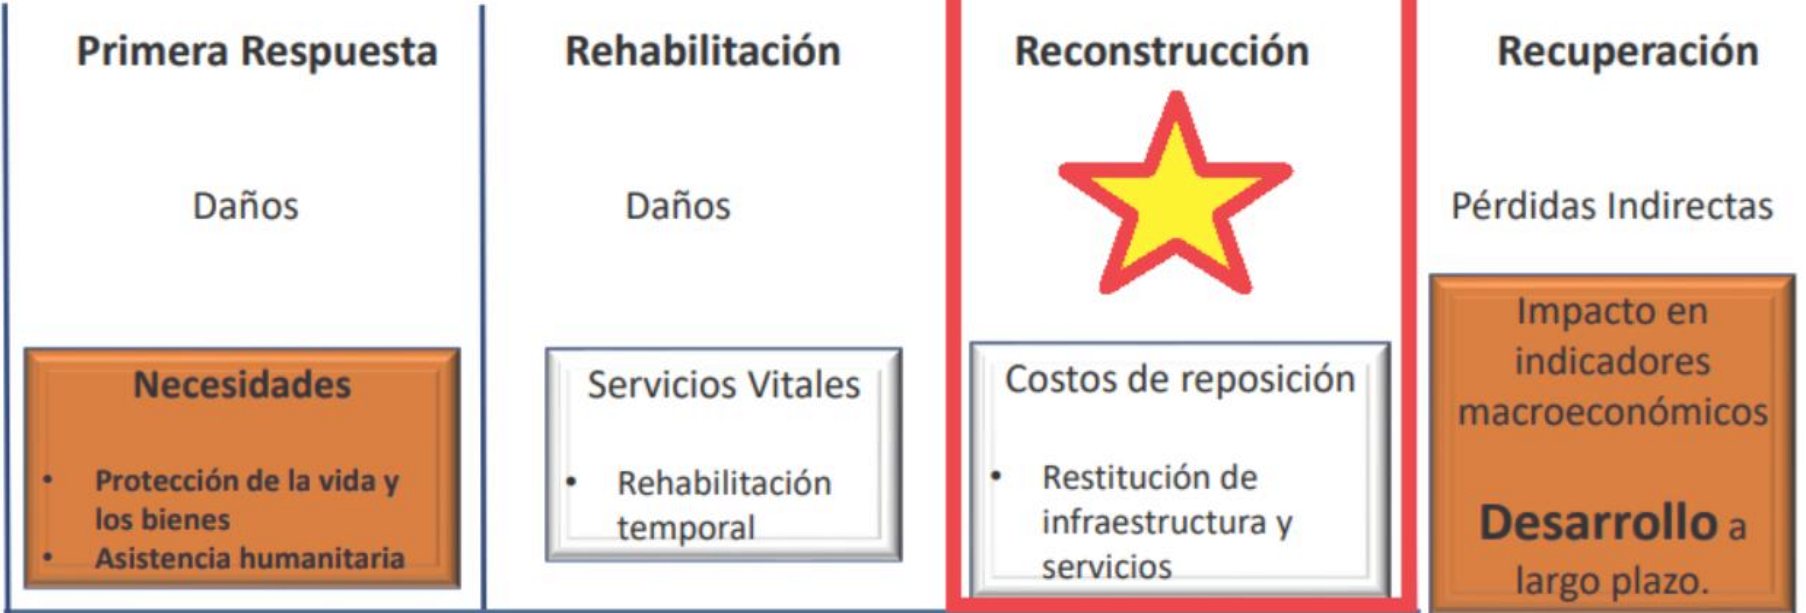 Primera Respuesta
Daños
Necesidades
• Protección de la vida y
los bienes
• Asistencia humanitaria
Rehabilitación
Daños
Servicios Vitales
• Rehabilitación
temporal
Reconstrucción
Costos de reposición
• Restitución de
infraestructura y
servicios
Recuperación
Pérdidas Indirectas
Impacto en
indicadores
macroeconómicos
Desarrollo a
largo plazo.